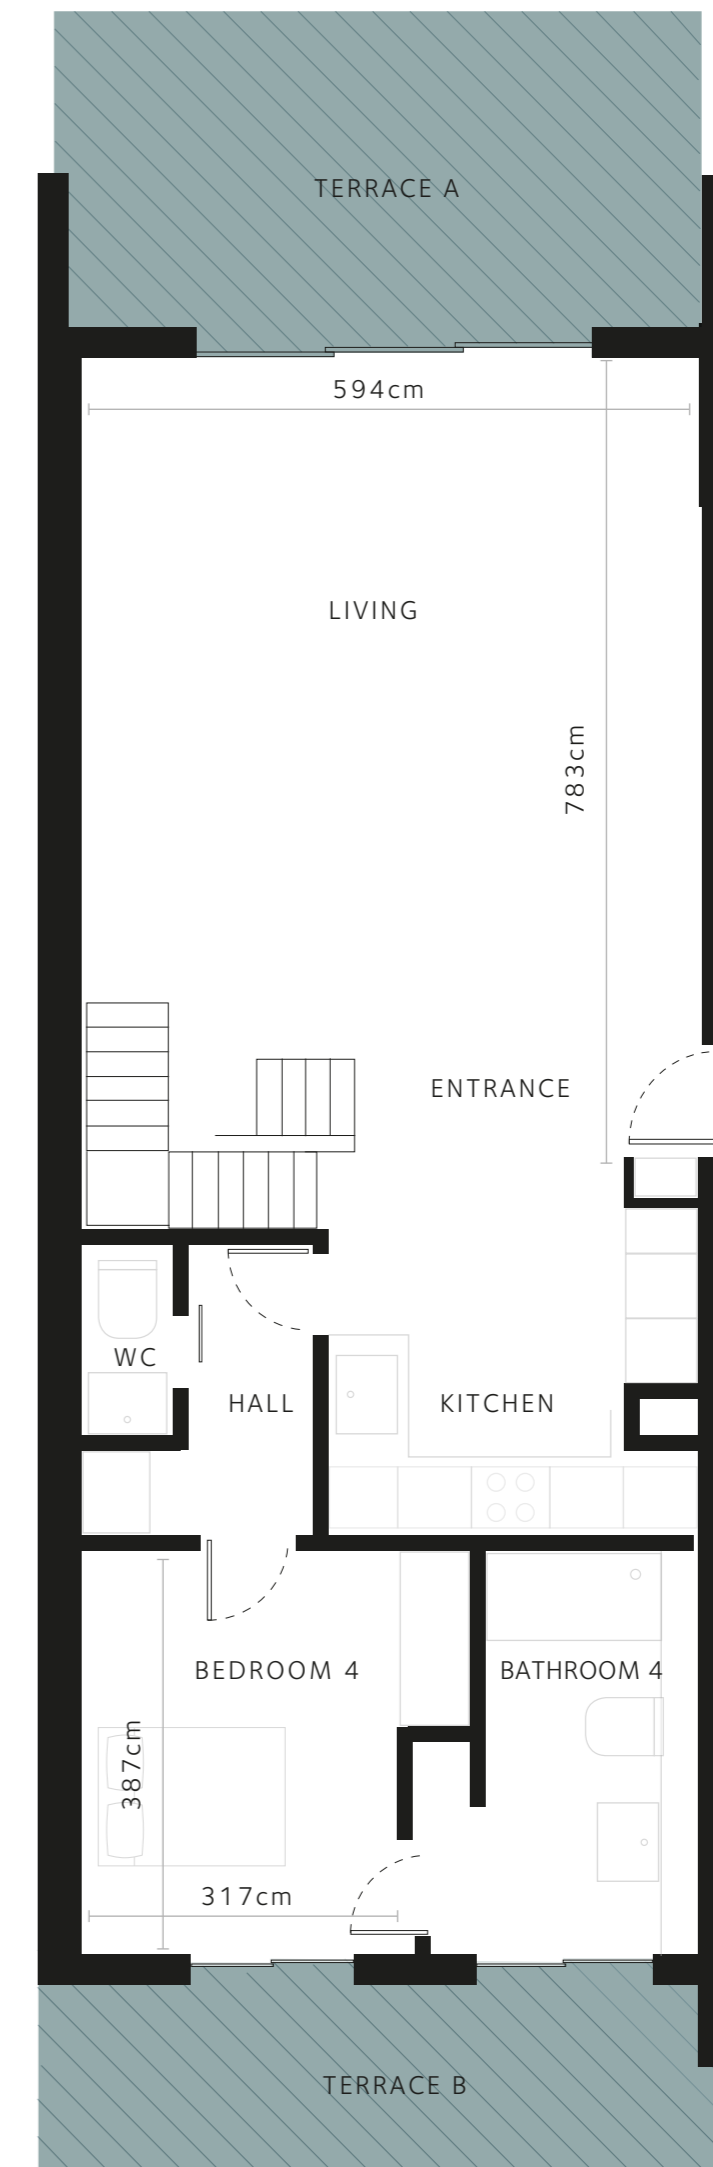 TERRACE A
594cm
LIVING
783cm
ENTRANCE
WC
HALL
KITCHEN
BEDROOM 4
BATHROOM 4
387cm
317cm
TERRACE B